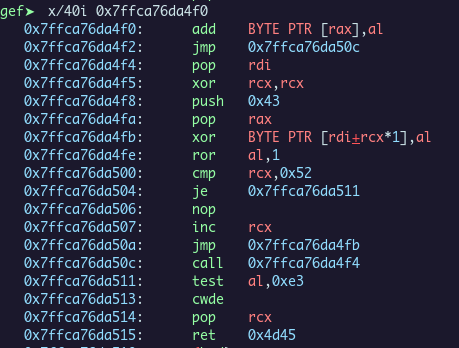 gef➤ x/40i 0x7ffca76da4f0
0x7ffca76da4f0: add BYTE PTR [rax],al
0x7ffca76da4f2: jmp 0x7ffca76da50c
0x7ffca76da4f4: pop rdi
0x7ffca76da4f5: xor rcx,rcx
0x7ffca76da4f8: push 0x43
0x7ffca76da4fa: pop rax
0x7ffca76da4fb: xor BYTE PTR [rdi+rcx*1],al
0x7ffca76da4fe: ror al,1
0x7ffca76da500: cmp rcx,0x52
0x7ffca76da504: je 0x7ffca76da511
0x7ffca76da506: nop
0x7ffca76da507: inc rcx
0x7ffca76da50a: jmp 0x7ffca76da4fb
0x7ffca76da50c: call 0x7ffca76da4f4
0x7ffca76da511: test al,0xe3
0x7ffca76da513: cwde
0x7ffca76da514: pop rcx
0x7ffca76da515: ret 0x4d45